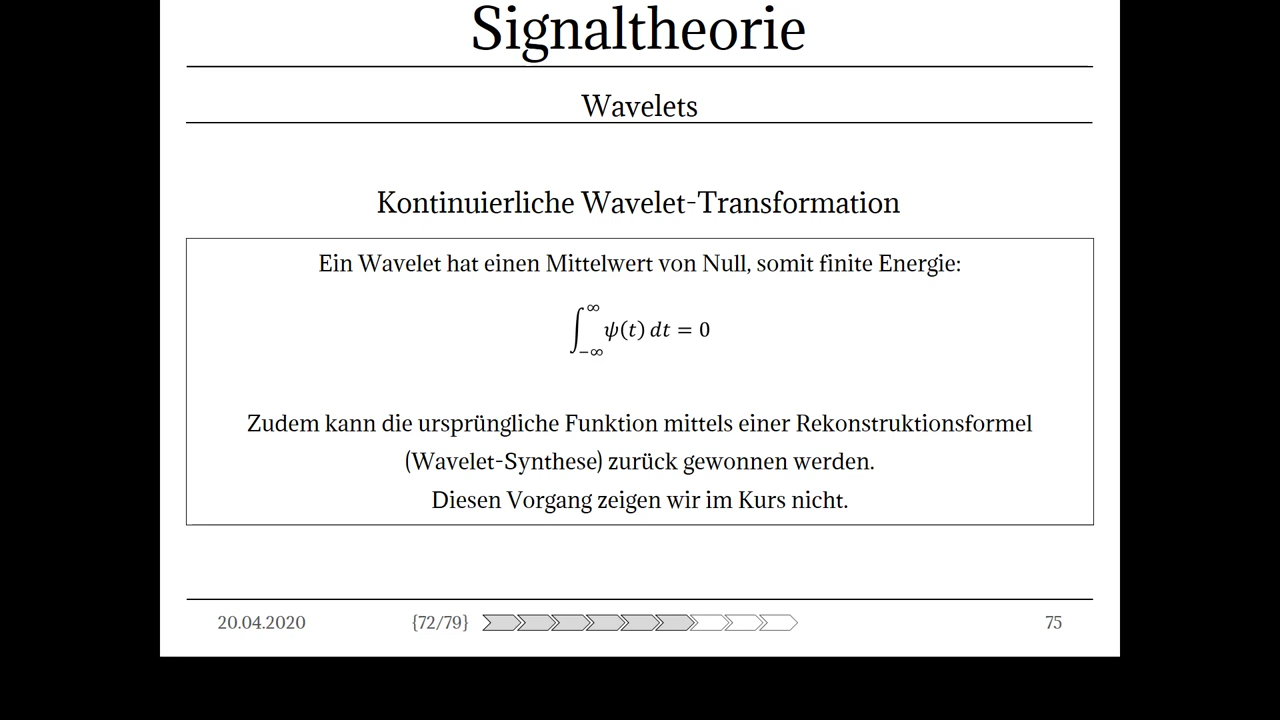 Signaltheorie
Wavelets
Kontinuierliche Wavelet-Transformation
Ein Wavelet hat einen Mittelwert von Null, somit finite Energie:
∫_{-∞}^{∞} ψ(t) dt = 0
Zudem kann die ursprüngliche Funktion mittels einer Rekonstruktionsformel
(Wavelet-Synthese) zurück gewonnen werden.
Diesen Vorgang zeigen wir im Kurs nicht.
20.04.2020 {72/79} 75